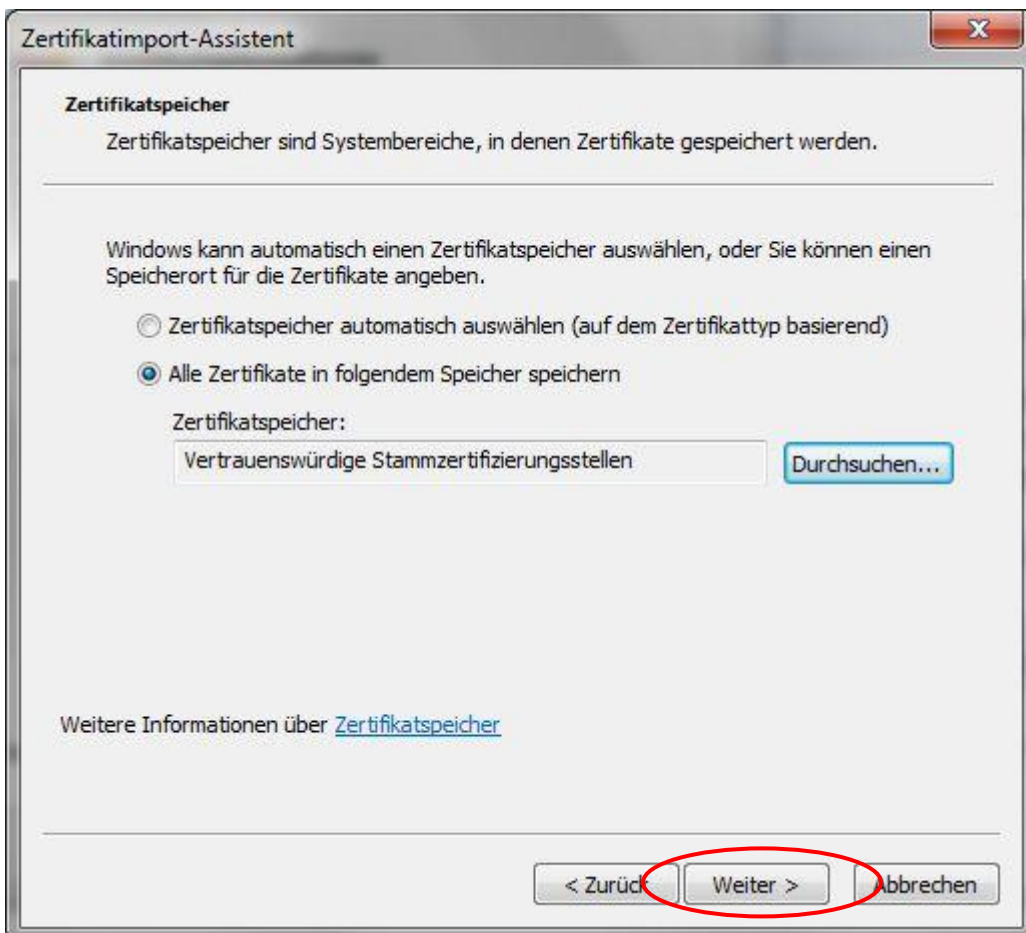 Zertifikatimport-Assistent
Zertifikatspeicher
Zertifikatspeicher sind Systembereiche, in denen Zertifikate gespeichert werden.
Windows kann automatisch einen Zertifikatspeicher auswählen, oder Sie können einen
Speicherort für die Zertifikate angeben.
Zertifikatspeicher automatisch auswählen (auf dem Zertifikattyp basierend)
Alle Zertifikate in folgendem Speicher speichern
Zertifikatspeicher:
Vertrauenswürdige Stammzertifizierungsstellen
Durchsuchen...
Weitere Informationen über Zertifikatspeicher
< Zurück
Weiter >
Abbrechen